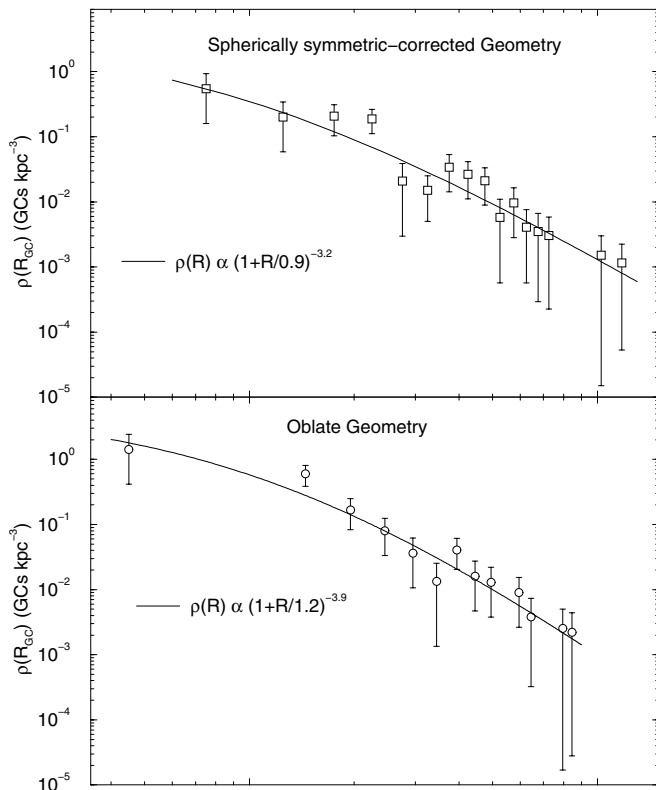 Spherically symmetric−corrected Geometry
10⁰
10⁻¹
10⁻²
10⁻³
10⁻⁴
10⁻⁵
ρ(R_GC) (GCs kpc⁻³)
ρ(R) α (1+R/0.9)⁻³·²
Oblate Geometry
10⁰
10⁻¹
10⁻²
10⁻³
10⁻⁴
10⁻⁵
ρ(R_GC) (GCs kpc⁻³)
ρ(R) α (1+R/1.2)⁻³·⁹